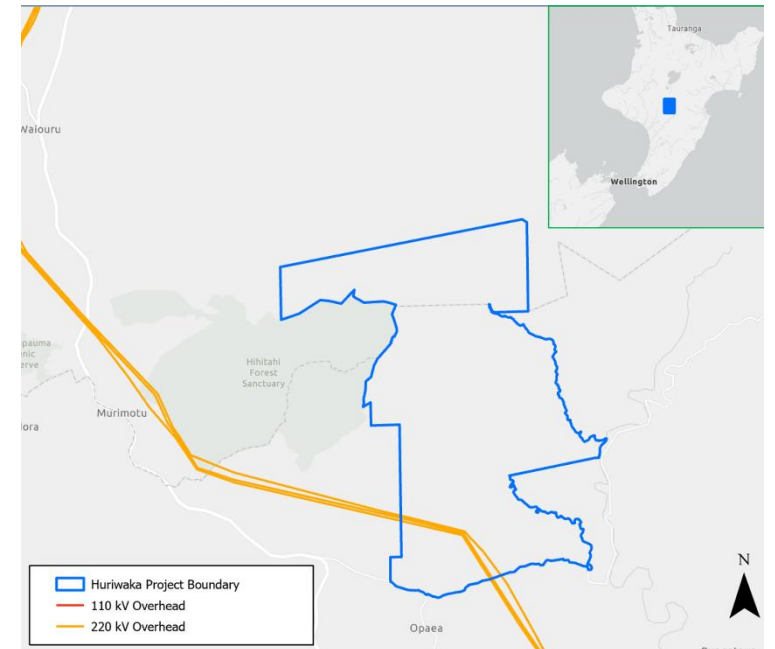 Tauranga
Wellington
Waiouru
Hihitahi
Forest
Sanctuary
Murimotu
Opaea
N
Huriwaka Project Boundary
110 kV Overhead
220 kV Overhead